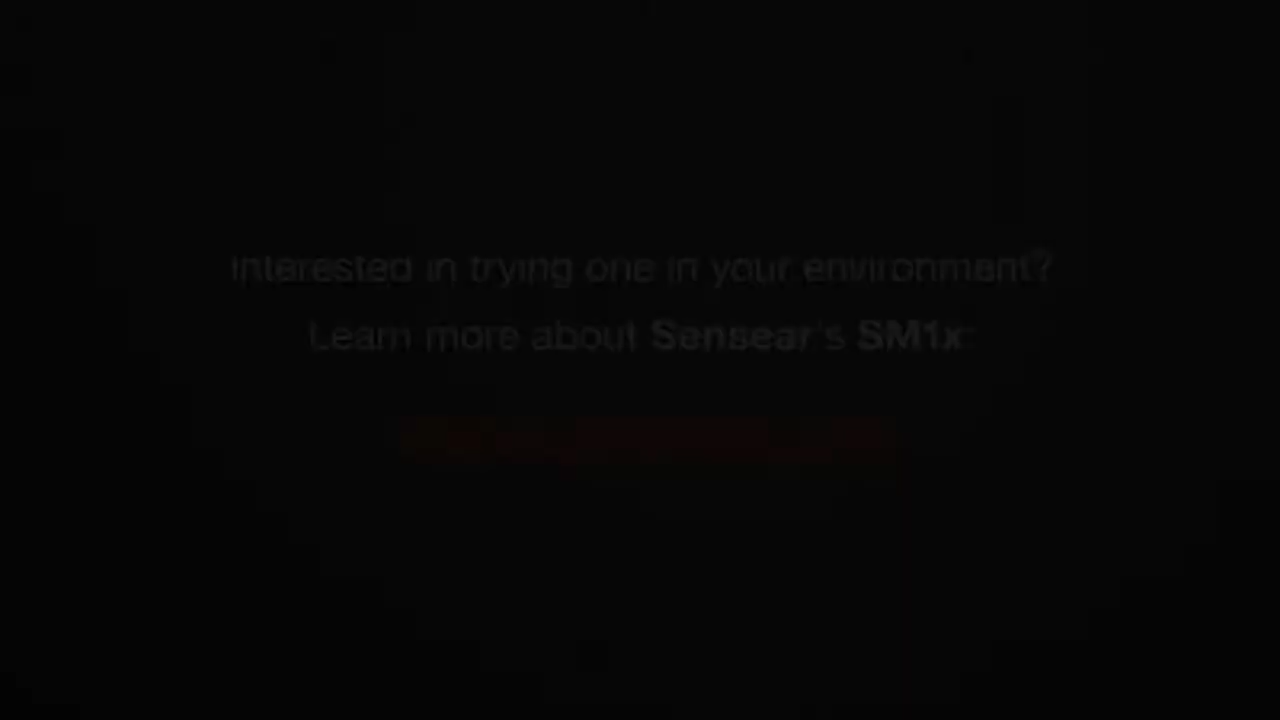 Interested in trying one in your environment?
Learn more about Sensear's SM1x: